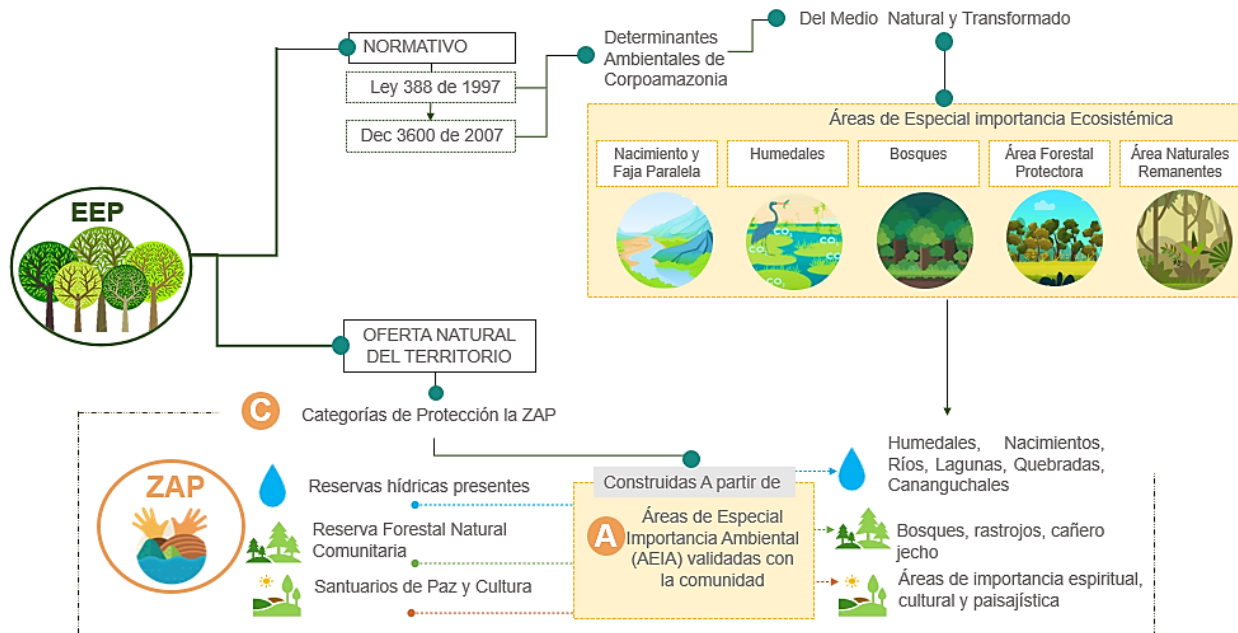 EEP
NORMATIVO
Ley 388 de 1997
Dec 3600 de 2007
Determinantes
Ambientales de
Corpoamazonia
Del Medio Natural y Transformado
Áreas de Especial importancia Ecosistémica
Nacimiento y
Faja Paralela
Humedales
Bosques
Área Forestal
Protectora
Área Naturales
Remanentes
CO₂
CO₂
CO₂
OFERTA NATURAL
DEL TERRITORIO
C
Categorías de Protección la ZAP
ZAP
Reservas hídricas presentes
Reserva Forestal Natural
Comunitaria
Santuarios de Paz y Cultura
Construidas A partir de
A
Áreas de Especial
Importancia Ambiental
(AEIA) validadas con
la comunidad
Humedales, Nacimientos,
Ríos, Lagunas, Quebradas,
Cananguchales
Bosques, rastrojos, cañero
jecho
Áreas de importancia espiritual,
cultural y paisajística